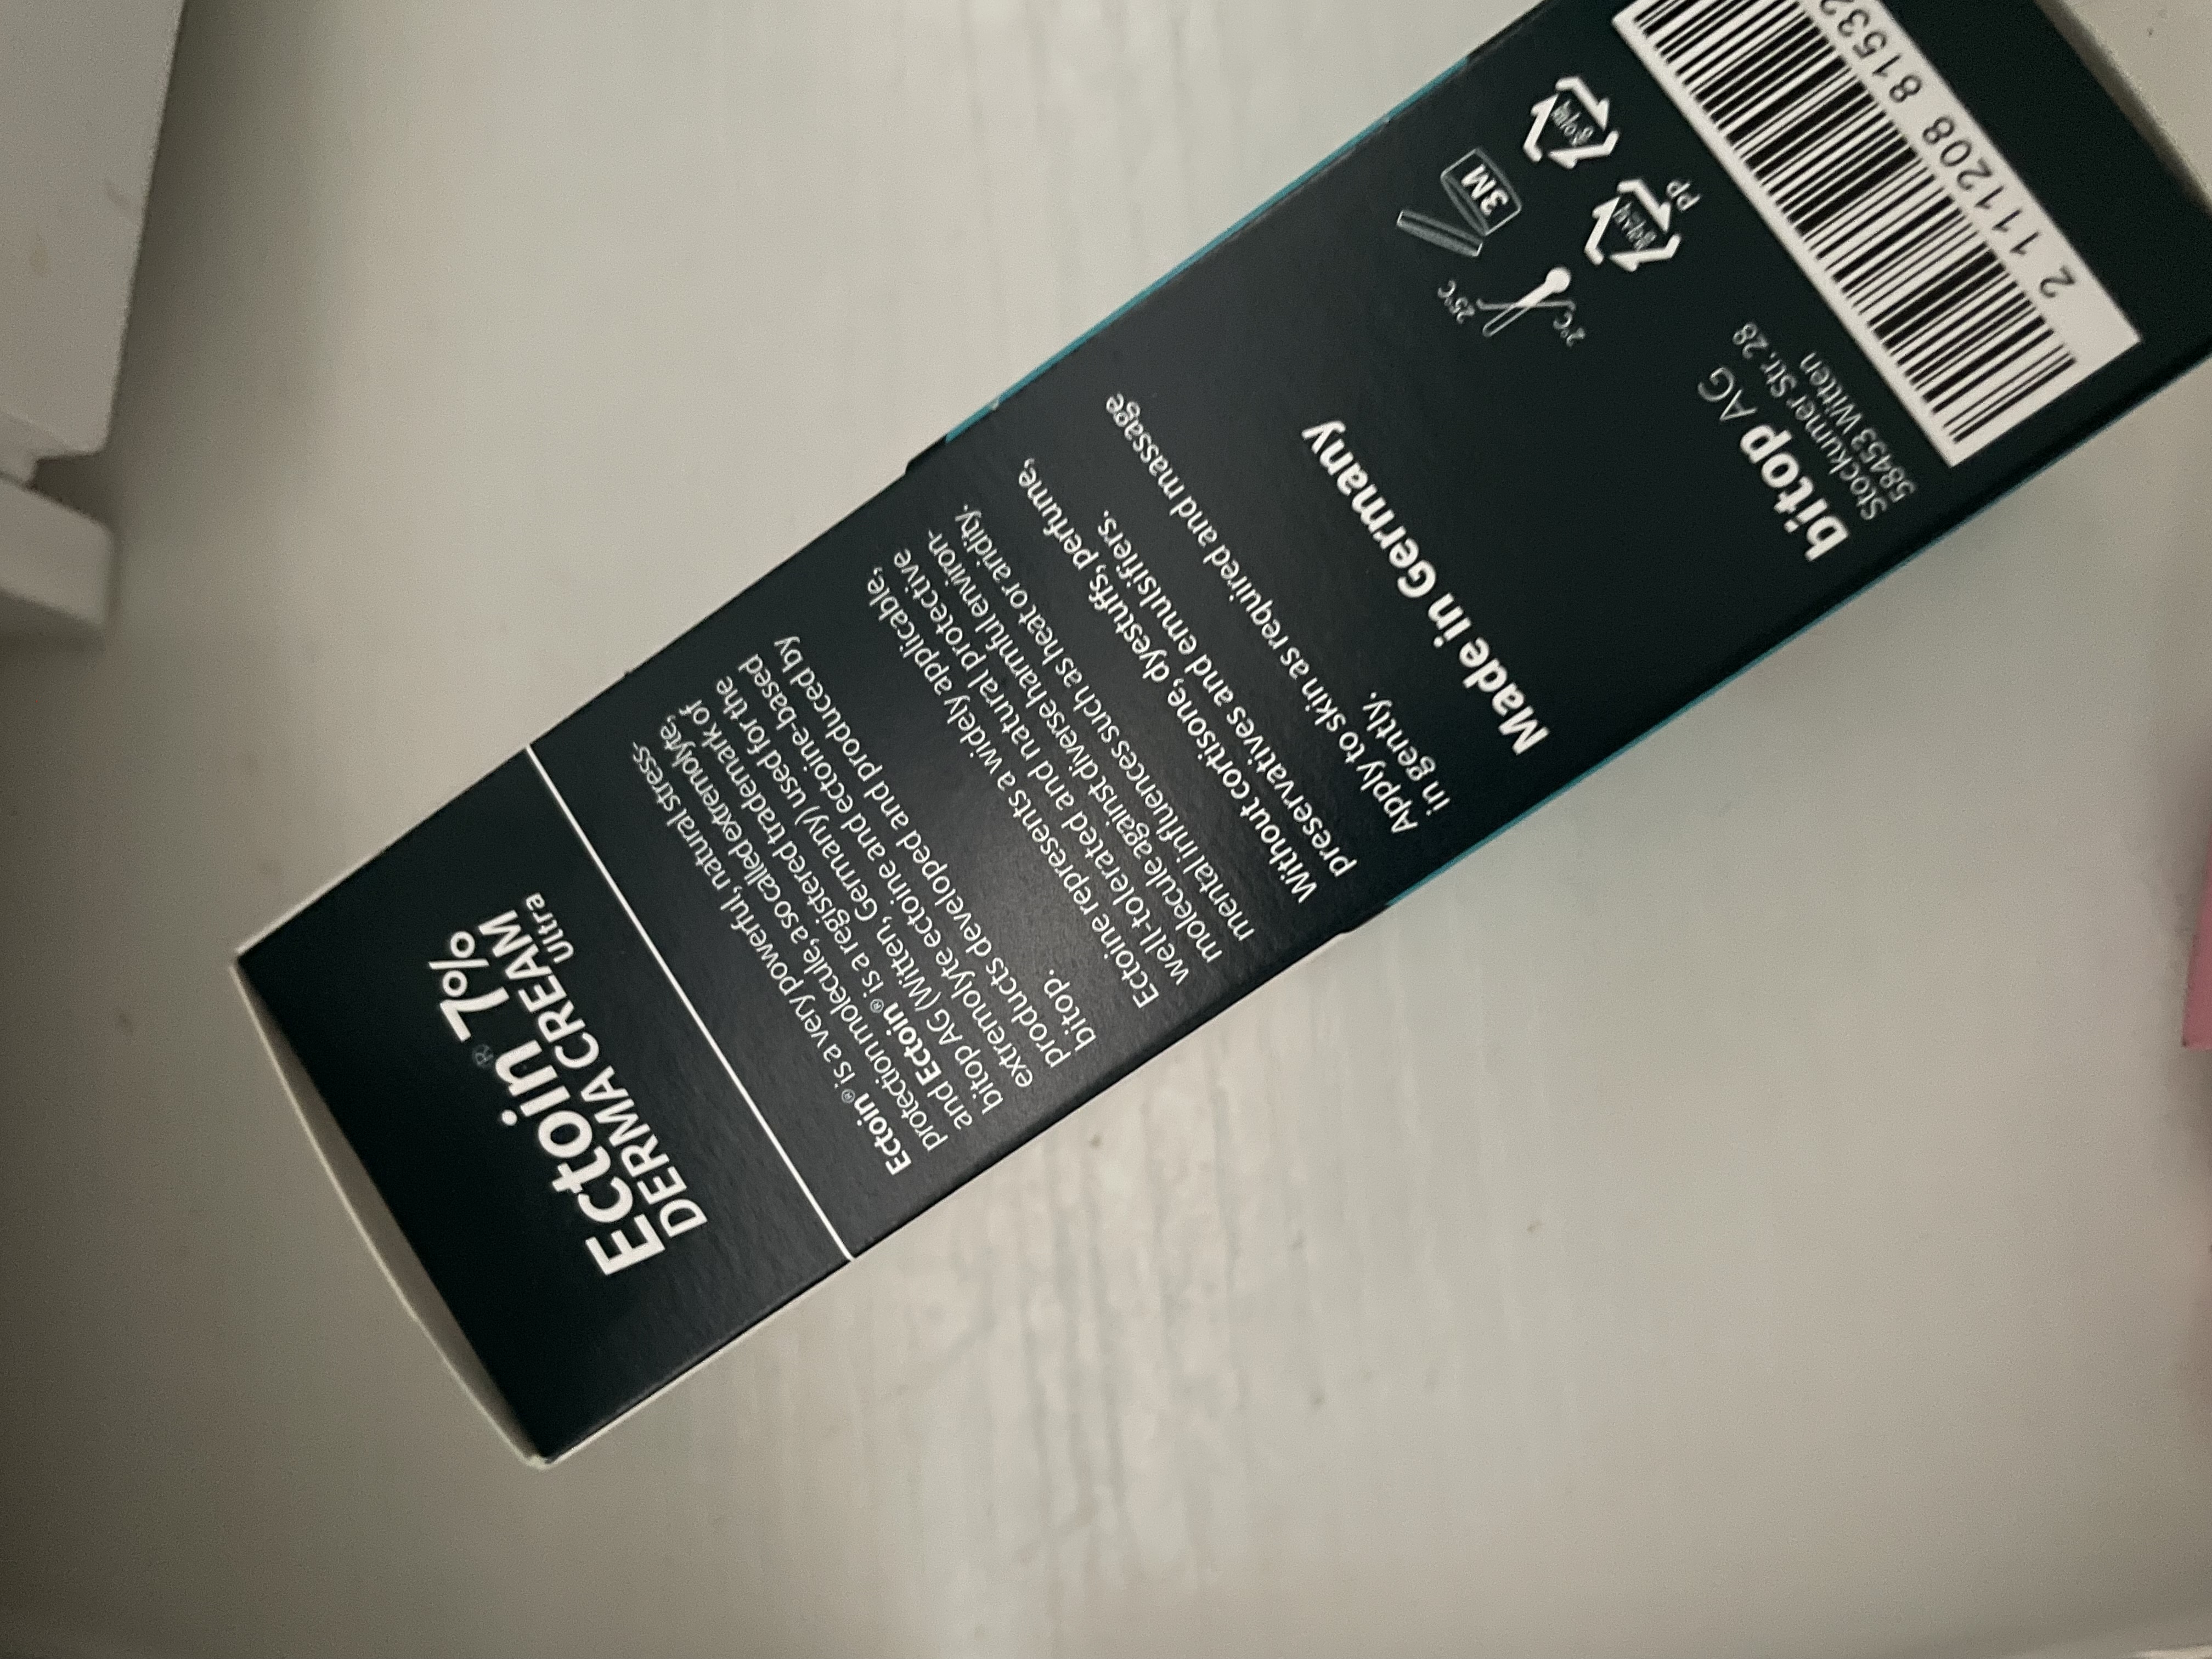 Ectoin® 7%
DERMA CREAM
Ultra
Ectoin® is a very powerful, natural stress-
protection molecule, a so called extremolyte,
and Ectoin® is a registered trademark of
bitop AG (Witten, Germany) used for the
extremolyte ectoine and ectoine-based
products developed and produced by
bitop.
Ectoine represents a widely applicable,
well-tolerated and natural protective
molecule against diverse harmful environ-
mental influences such as heat or aridity.
Without cortisone, dyestuffs, perfume,
preservatives and emulsifiers.
Apply to skin as required and massage
in gently.
Made in Germany
25°C
2°C
3M
PP
bitop AG
Stockumer Str. 28
58453 Witten
2 111208 81532